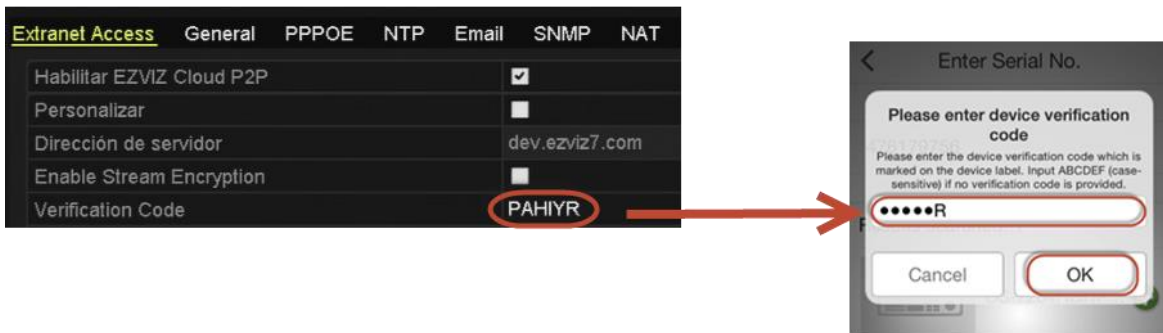 Extranet Access General PPPOE NTP Email SNMP NAT
Habilitar EZVIZ Cloud P2P
Personalizar
Dirección de servidor dev.ezviz7.com
Enable Stream Encryption
Verification Code PAHIYR
Enter Serial No.
Please enter device verification
code
Please enter the device verification code which is
marked on the device label. Input ABCDEF (case-
sensitive) if no verification code is provided.
•••••R
Cancel OK